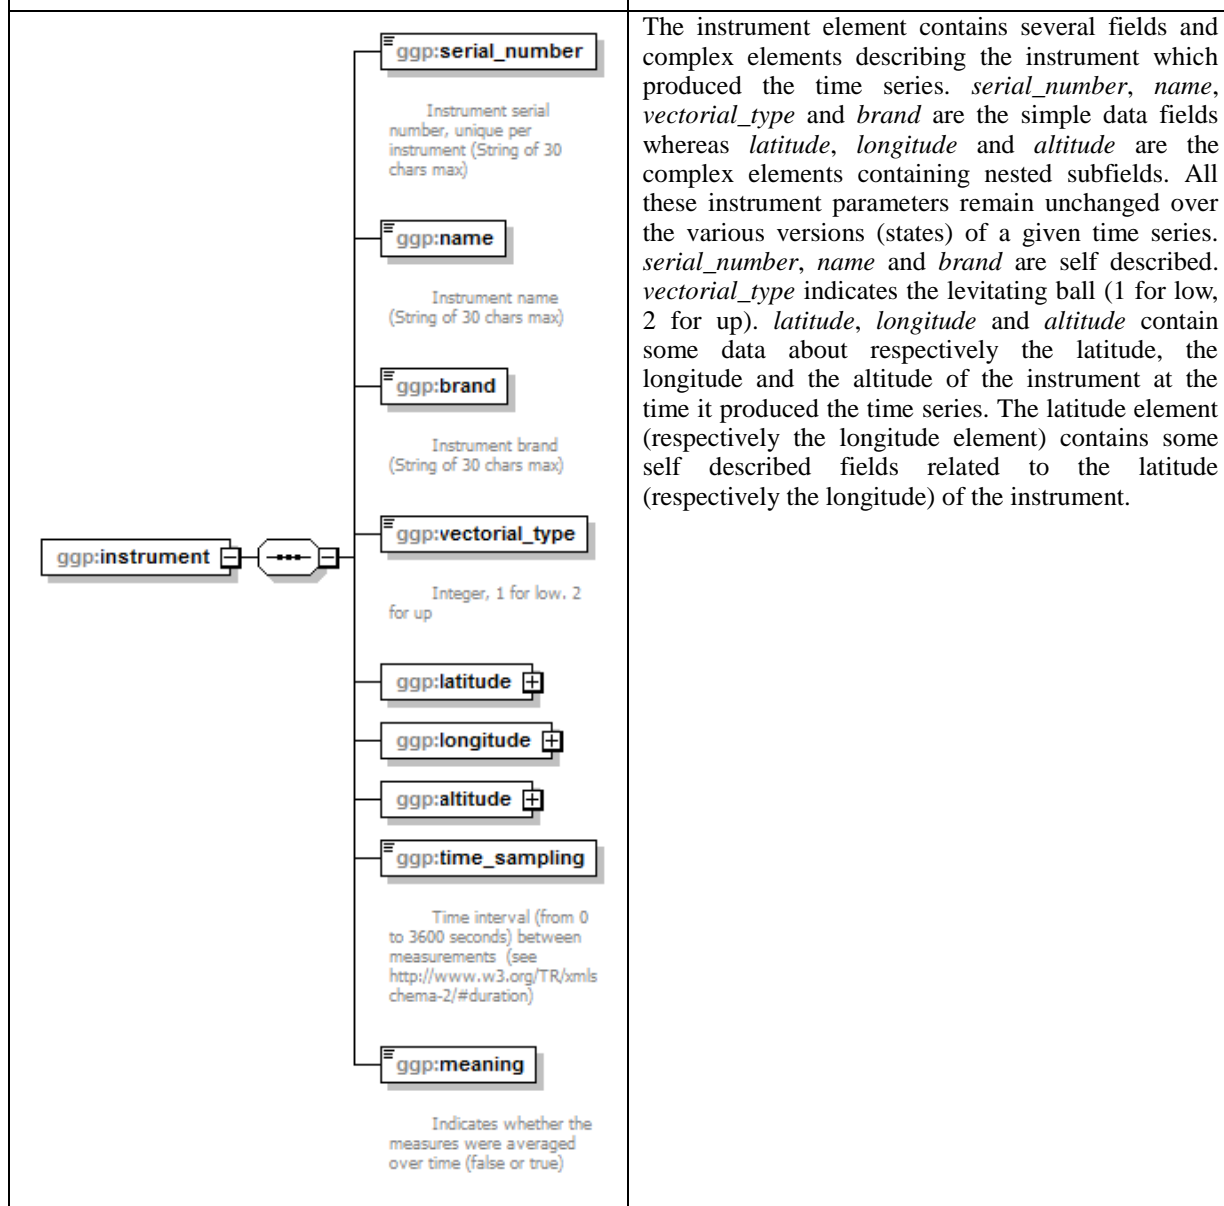 ggp:serial_number
Instrument serial
number, unique per
instrument (String of 30
chars max)
ggp:name
Instrument name
(String of 30 chars max)
ggp:brand
Instrument brand
(String of 30 chars max)
ggp:instrument
ggp:vectorial_type
Integer, 1 for low. 2
for up
ggp:latitude
ggp:longitude
ggp:altitude
ggp:time_sampling
Time interval (from 0
to 3600 seconds) between
measurements (see
http://www.w3.org/TR/xmls
chema-2/#duration)
ggp:meaning
Indicates whether the
measures were averaged
over time (false or true)
The instrument element contains several fields and
complex elements describing the instrument which
produced the time series. serial_number, name,
vectorial_type and brand are the simple data fields
whereas latitude, longitude and altitude are the
complex elements containing nested subfields. All
these instrument parameters remain unchanged over
the various versions (states) of a given time series.
serial_number, name and brand are self described.
vectorial_type indicates the levitating ball (1 for low,
2 for up). latitude, longitude and altitude contain
some data about respectively the latitude, the
longitude and the altitude of the instrument at the
time it produced the time series. The latitude element
(respectively the longitude element) contains some
self described fields related to the latitude
(respectively the longitude) of the instrument.